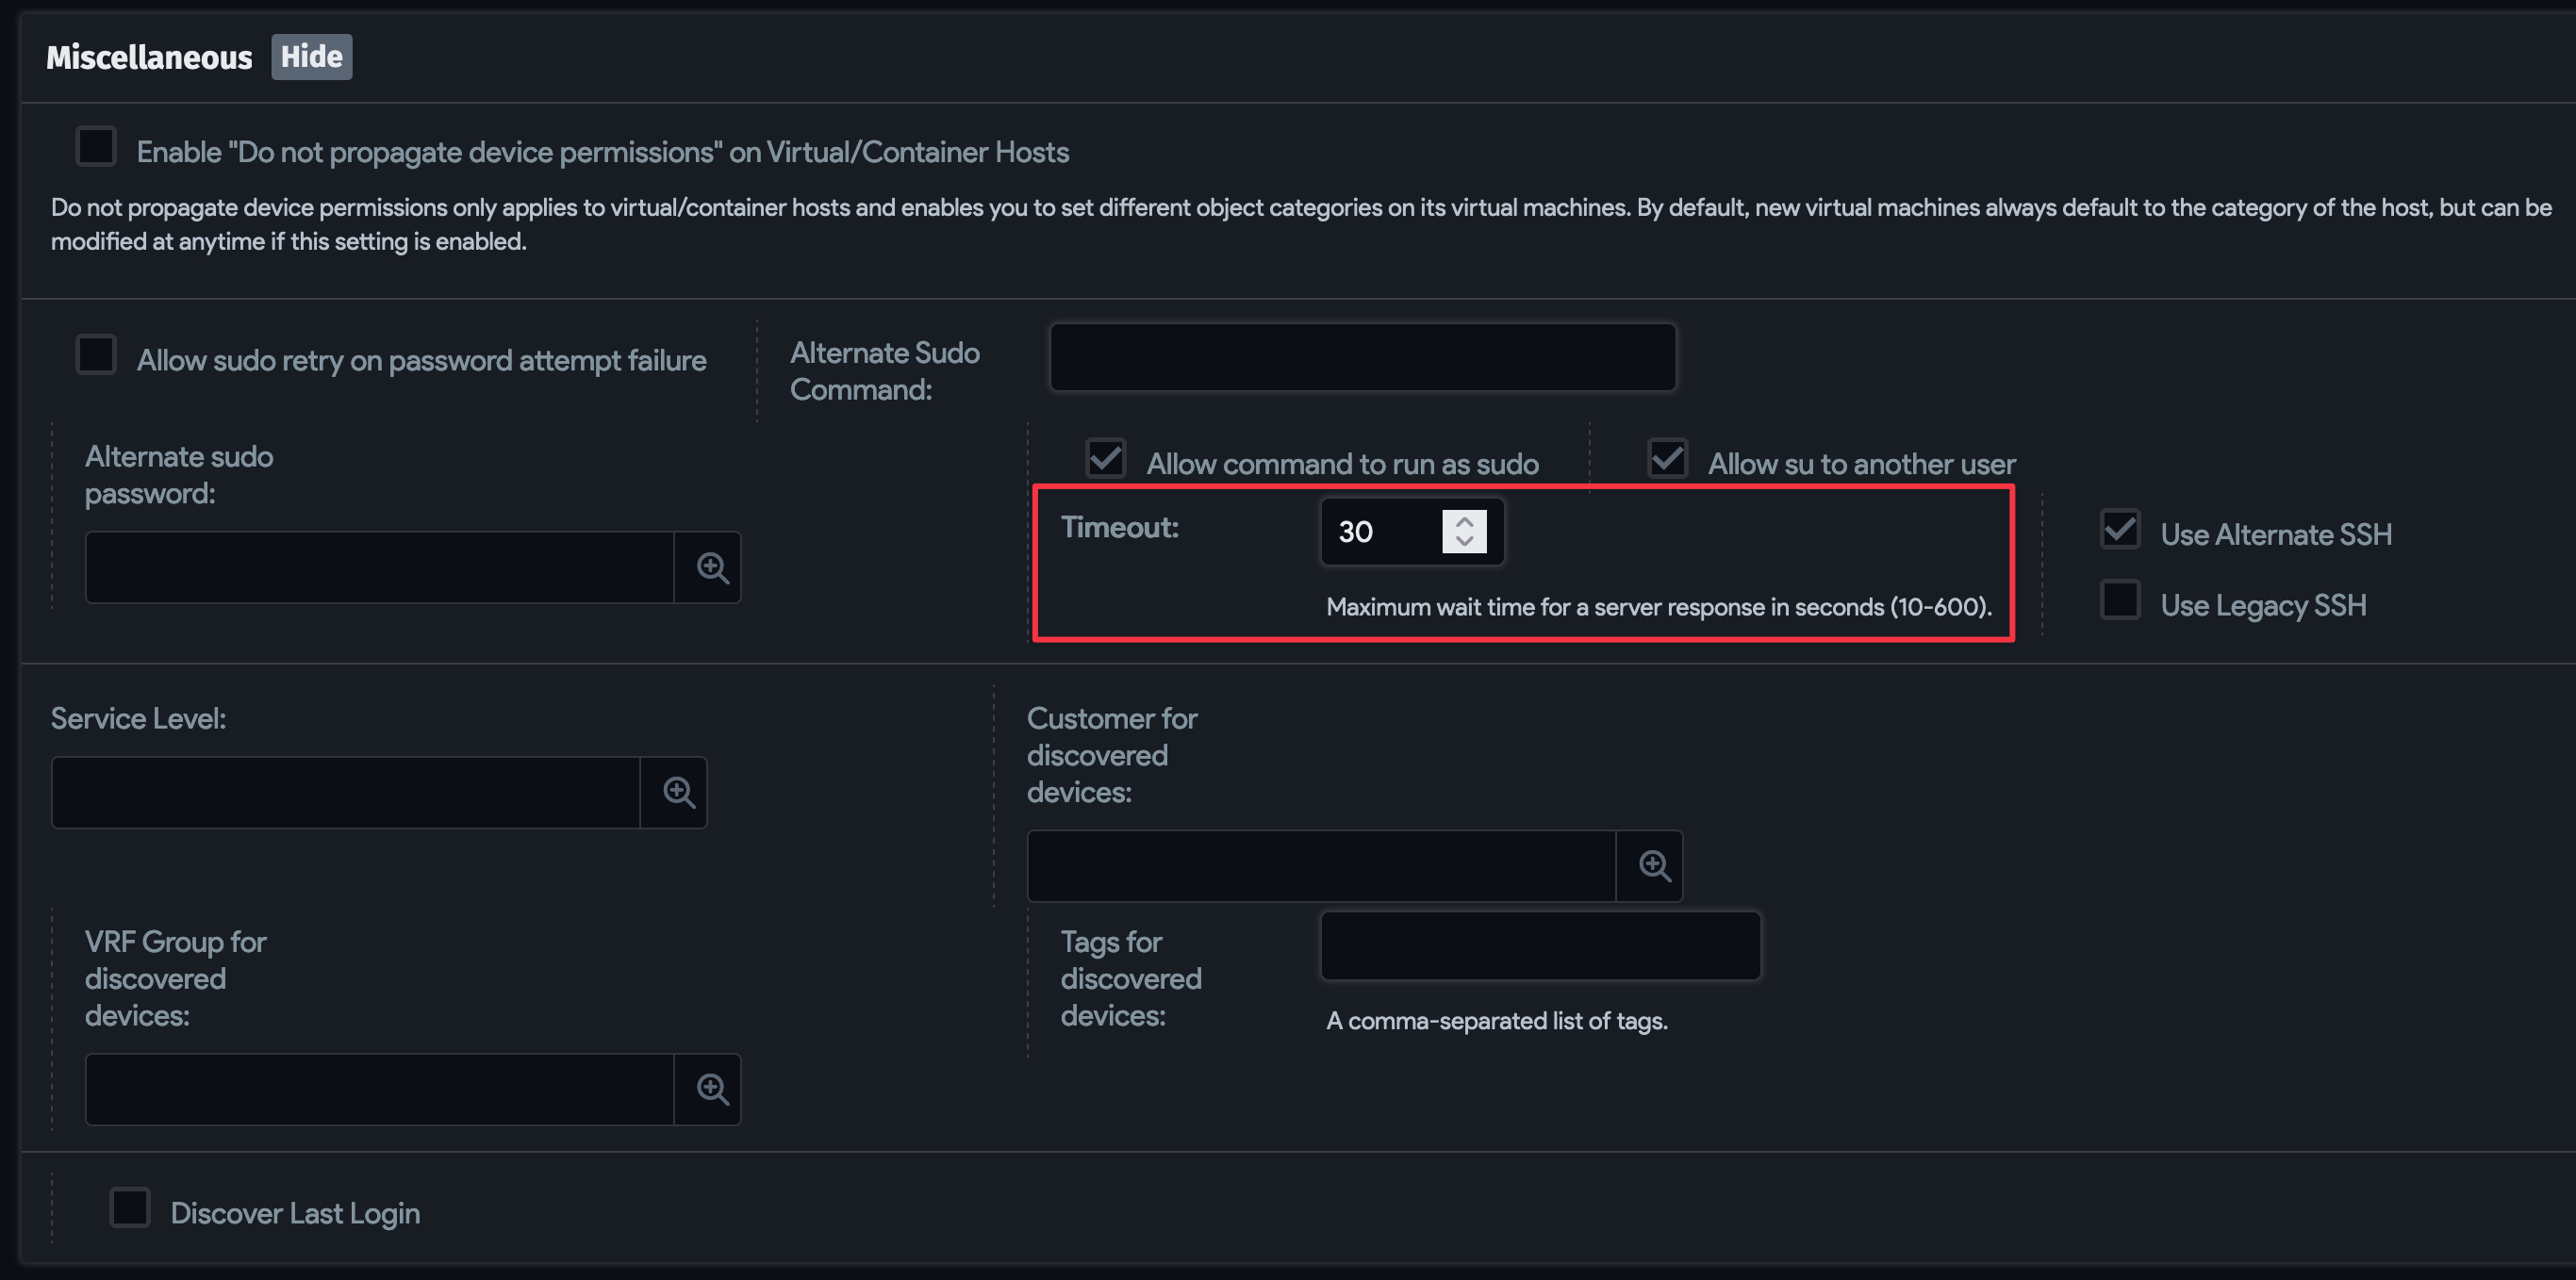 Miscellaneous Hide
Enable "Do not propagate device permissions" on Virtual/Container Hosts
Do not propagate device permissions only applies to virtual/container hosts and enables you to set different object categories on its virtual machines. By default, new virtual machines always default to the category of the host, but can be
modified at anytime if this setting is enabled.
Allow sudo retry on password attempt failure
Alternate Sudo
Command:
Alternate sudo
password:
Allow command to run as sudo
Allow su to another user
Timeout:
30
Maximum wait time for a server response in seconds (10-600).
Use Alternate SSH
Use Legacy SSH
Service Level:
Customer for
discovered
devices:
VRF Group for
discovered
devices:
Tags for
discovered
devices:
A comma-separated list of tags.
Discover Last Login